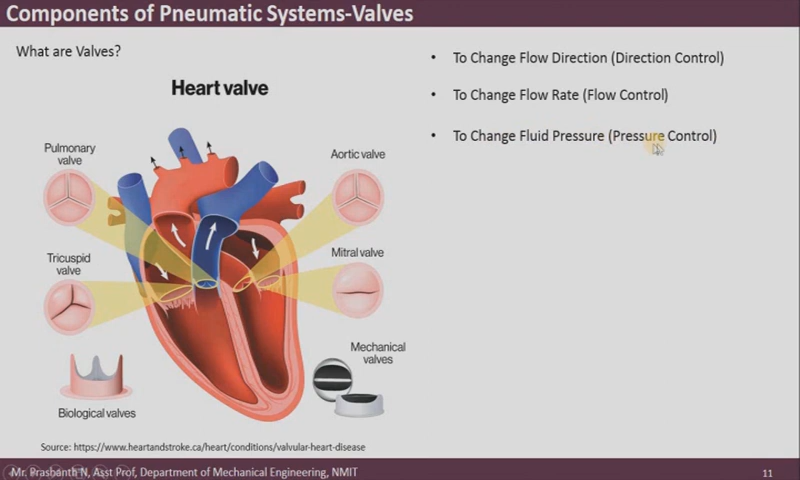 Components of Pneumatic Systems-Valves
What are Valves?
Heart valve
Pulmonary
valve
Aortic valve
Tricuspid
valve
Mitral valve
Mechanical
valves
Biological valves
Source: https://www.heartandstroke.ca/heart/conditions/valvular-heart-disease
• To Change Flow Direction (Direction Control)
• To Change Flow Rate (Flow Control)
• To Change Fluid Pressure (Pressure Control)
Mr. Prashanth N, Asst Prof, Department of Mechanical Engineering, NMIT
11